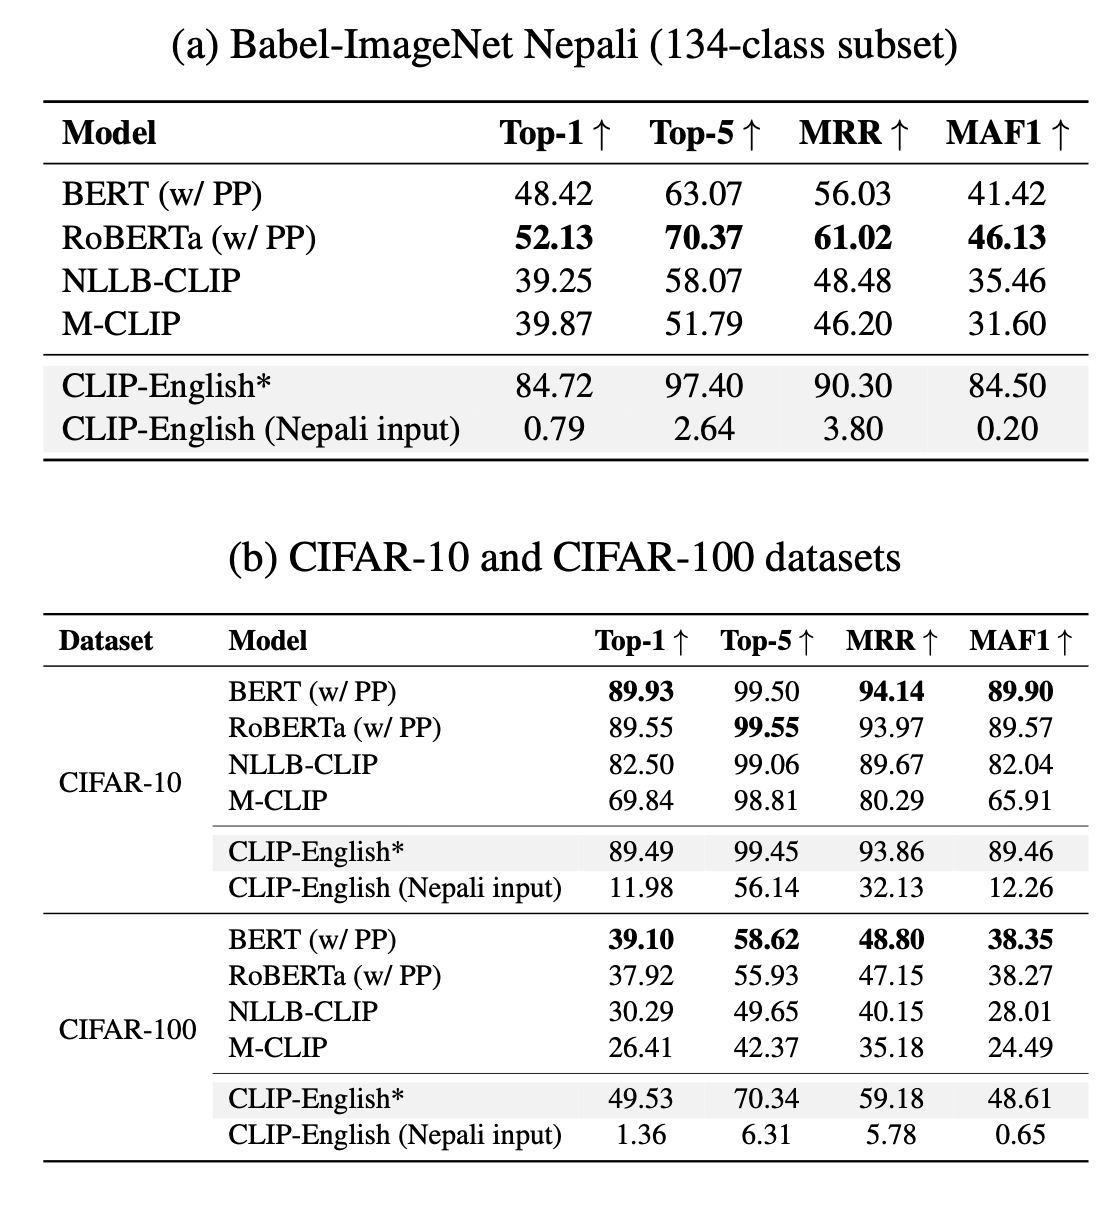 (a) Babel-ImageNet Nepali (134-class subset)
Model Top-1 ↑ Top-5 ↑ MRR ↑ MAF1 ↑
BERT (w/ PP) 48.42 63.07 56.03 41.42
RoBERTa (w/ PP) 52.13 70.37 61.02 46.13
NLLB-CLIP 39.25 58.07 48.48 35.46
M-CLIP 39.87 51.79 46.20 31.60
CLIP-English* 84.72 97.40 90.30 84.50
CLIP-English (Nepali input) 0.79 2.64 3.80 0.20
(b) CIFAR-10 and CIFAR-100 datasets
Dataset Model Top-1 ↑ Top-5 ↑ MRR ↑ MAF1 ↑
CIFAR-10
BERT (w/ PP) 89.93 99.50 94.14 89.90
RoBERTa (w/ PP) 89.55 99.55 93.97 89.57
NLLB-CLIP 82.50 99.06 89.67 82.04
M-CLIP 69.84 98.81 80.29 65.91
CLIP-English* 89.49 99.45 93.86 89.46
CLIP-English (Nepali input) 11.98 56.14 32.13 12.26
CIFAR-100
BERT (w/ PP) 39.10 58.62 48.80 38.35
RoBERTa (w/ PP) 37.92 55.93 47.15 38.27
NLLB-CLIP 30.29 49.65 40.15 28.01
M-CLIP 26.41 42.37 35.18 24.49
CLIP-English* 49.53 70.34 59.18 48.61
CLIP-English (Nepali input) 1.36 6.31 5.78 0.65